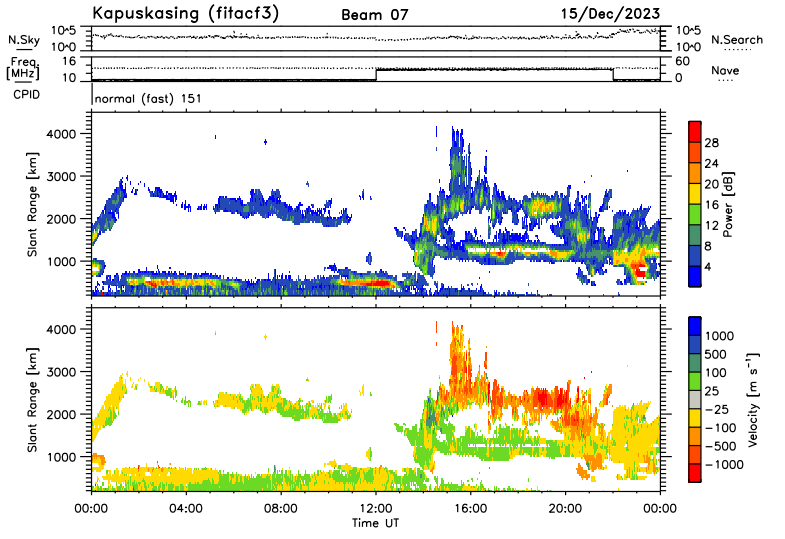 Kapuskasing (fitacf3) Beam 07 15/Dec/2023
N.Sky 10^5 10^0 10^5 10^0 N.Search
Freq. [MHz] 16 10 60 0 Nave
CPID normal (fast) 151
Slant Range [km] 4000 3000 2000 1000
Power [dB] 28 24 20 16 12 8 4
Slant Range [km] 4000 3000 2000 1000
Velocity [m s^-1] 1000 500 100 25 -25 -100 -500 -1000
00:00 04:00 08:00 12:00 16:00 20:00 00:00
Time UT